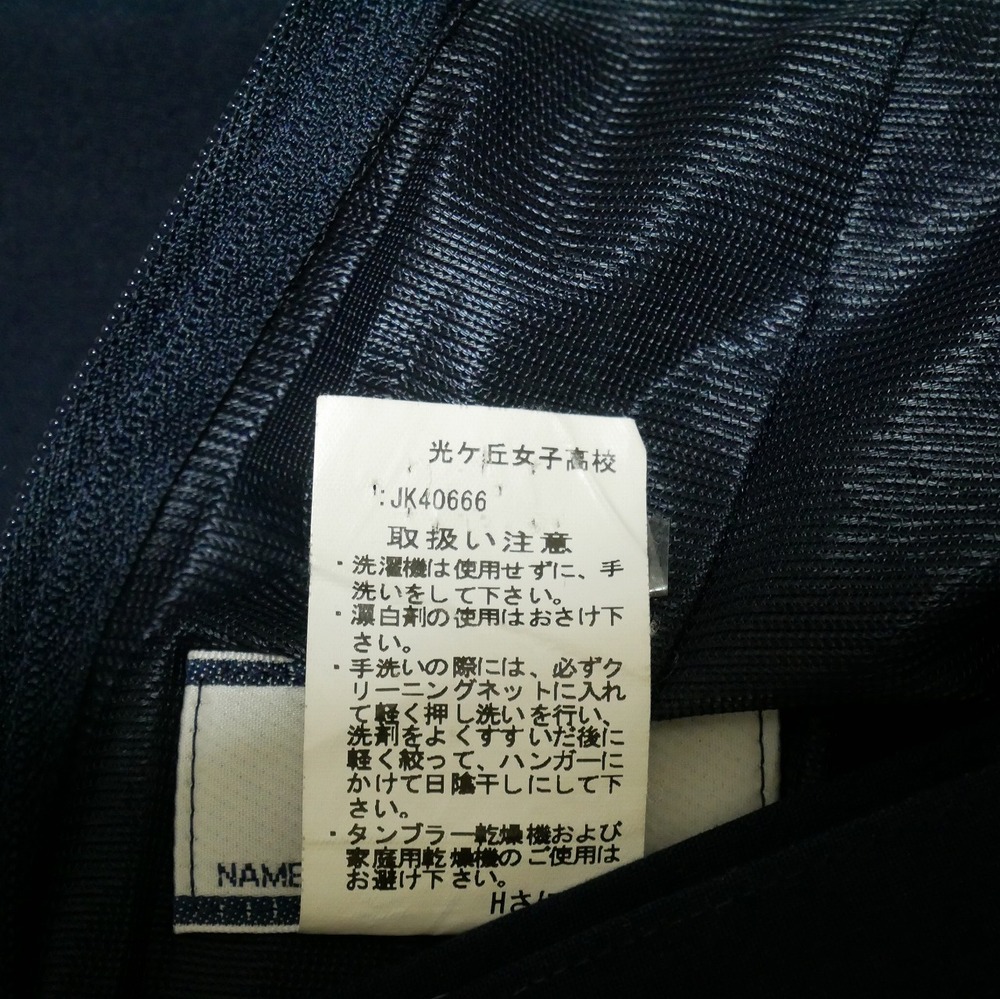 光ケ丘女子高校
:JK40666
取扱い注意
・洗濯機は使用せずに、手
洗いをして下さい。
・漂白剤の使用はおさけ下
さい。
・手洗いの際には、必ずク
リーニングネットに入れ
て軽く押し洗いを行い、
洗剤をよくすすいだ後に
軽く絞って、ハンガーに
かけて日陰干しにして下
さい。
・タンブラー乾燥機および
家庭用乾燥機のご使用は
お避け下さい。
NAME